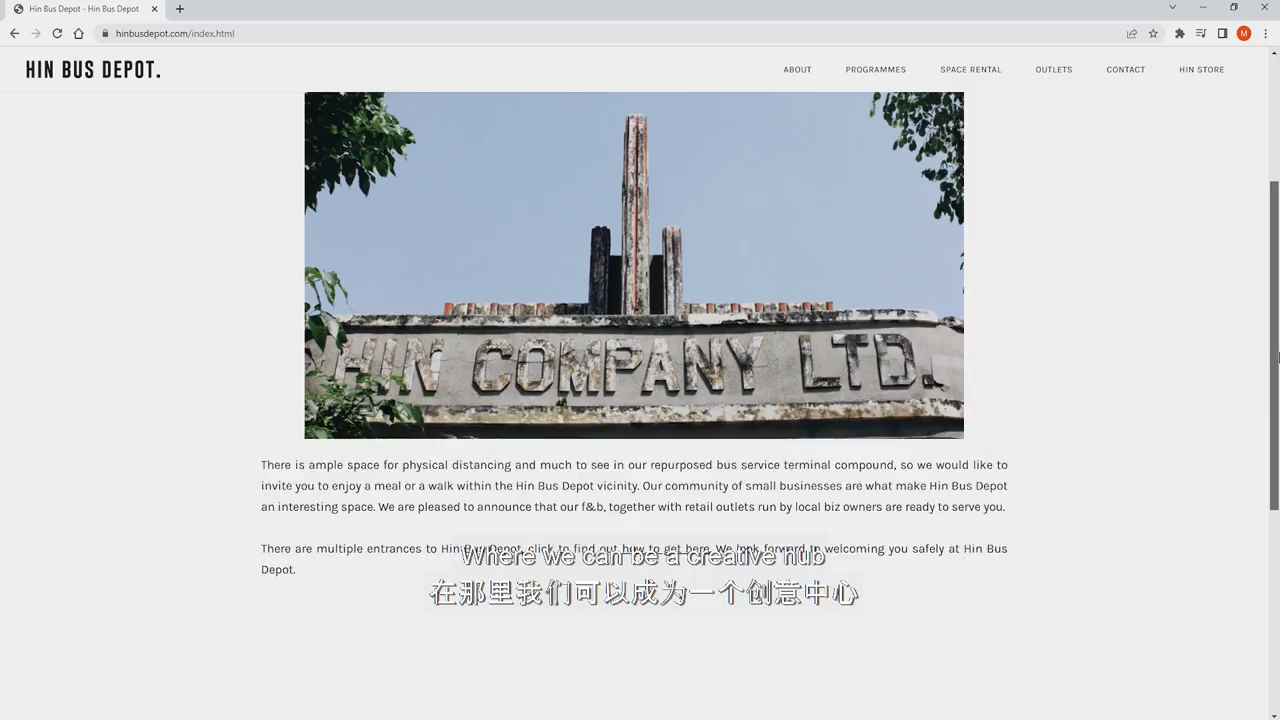 Hin Bus Depot - Hin Bus Depot
hinbusdepot.com/index.html
M
HIN BUS DEPOT.
ABOUT PROGRAMMES SPACE RENTAL OUTLETS CONTACT HIN STORE
HIN COMPANY LTD.
There is ample space for physical distancing and much to see in our repurposed bus service terminal compound, so we would like to
invite you to enjoy a meal or a walk within the Hin Bus Depot vicinity. Our community of small businesses are what make Hin Bus Depot
an interesting space. We are pleased to announce that our f&b, together with retail outlets run by local biz owners are ready to serve you.
There are multiple entrances to Hin Bus Depot, click to find out how to get here. We look forward to welcoming you safely at Hin Bus
Depot.
Where we can be a creative hub
在那里我们可以成为一个创意中心